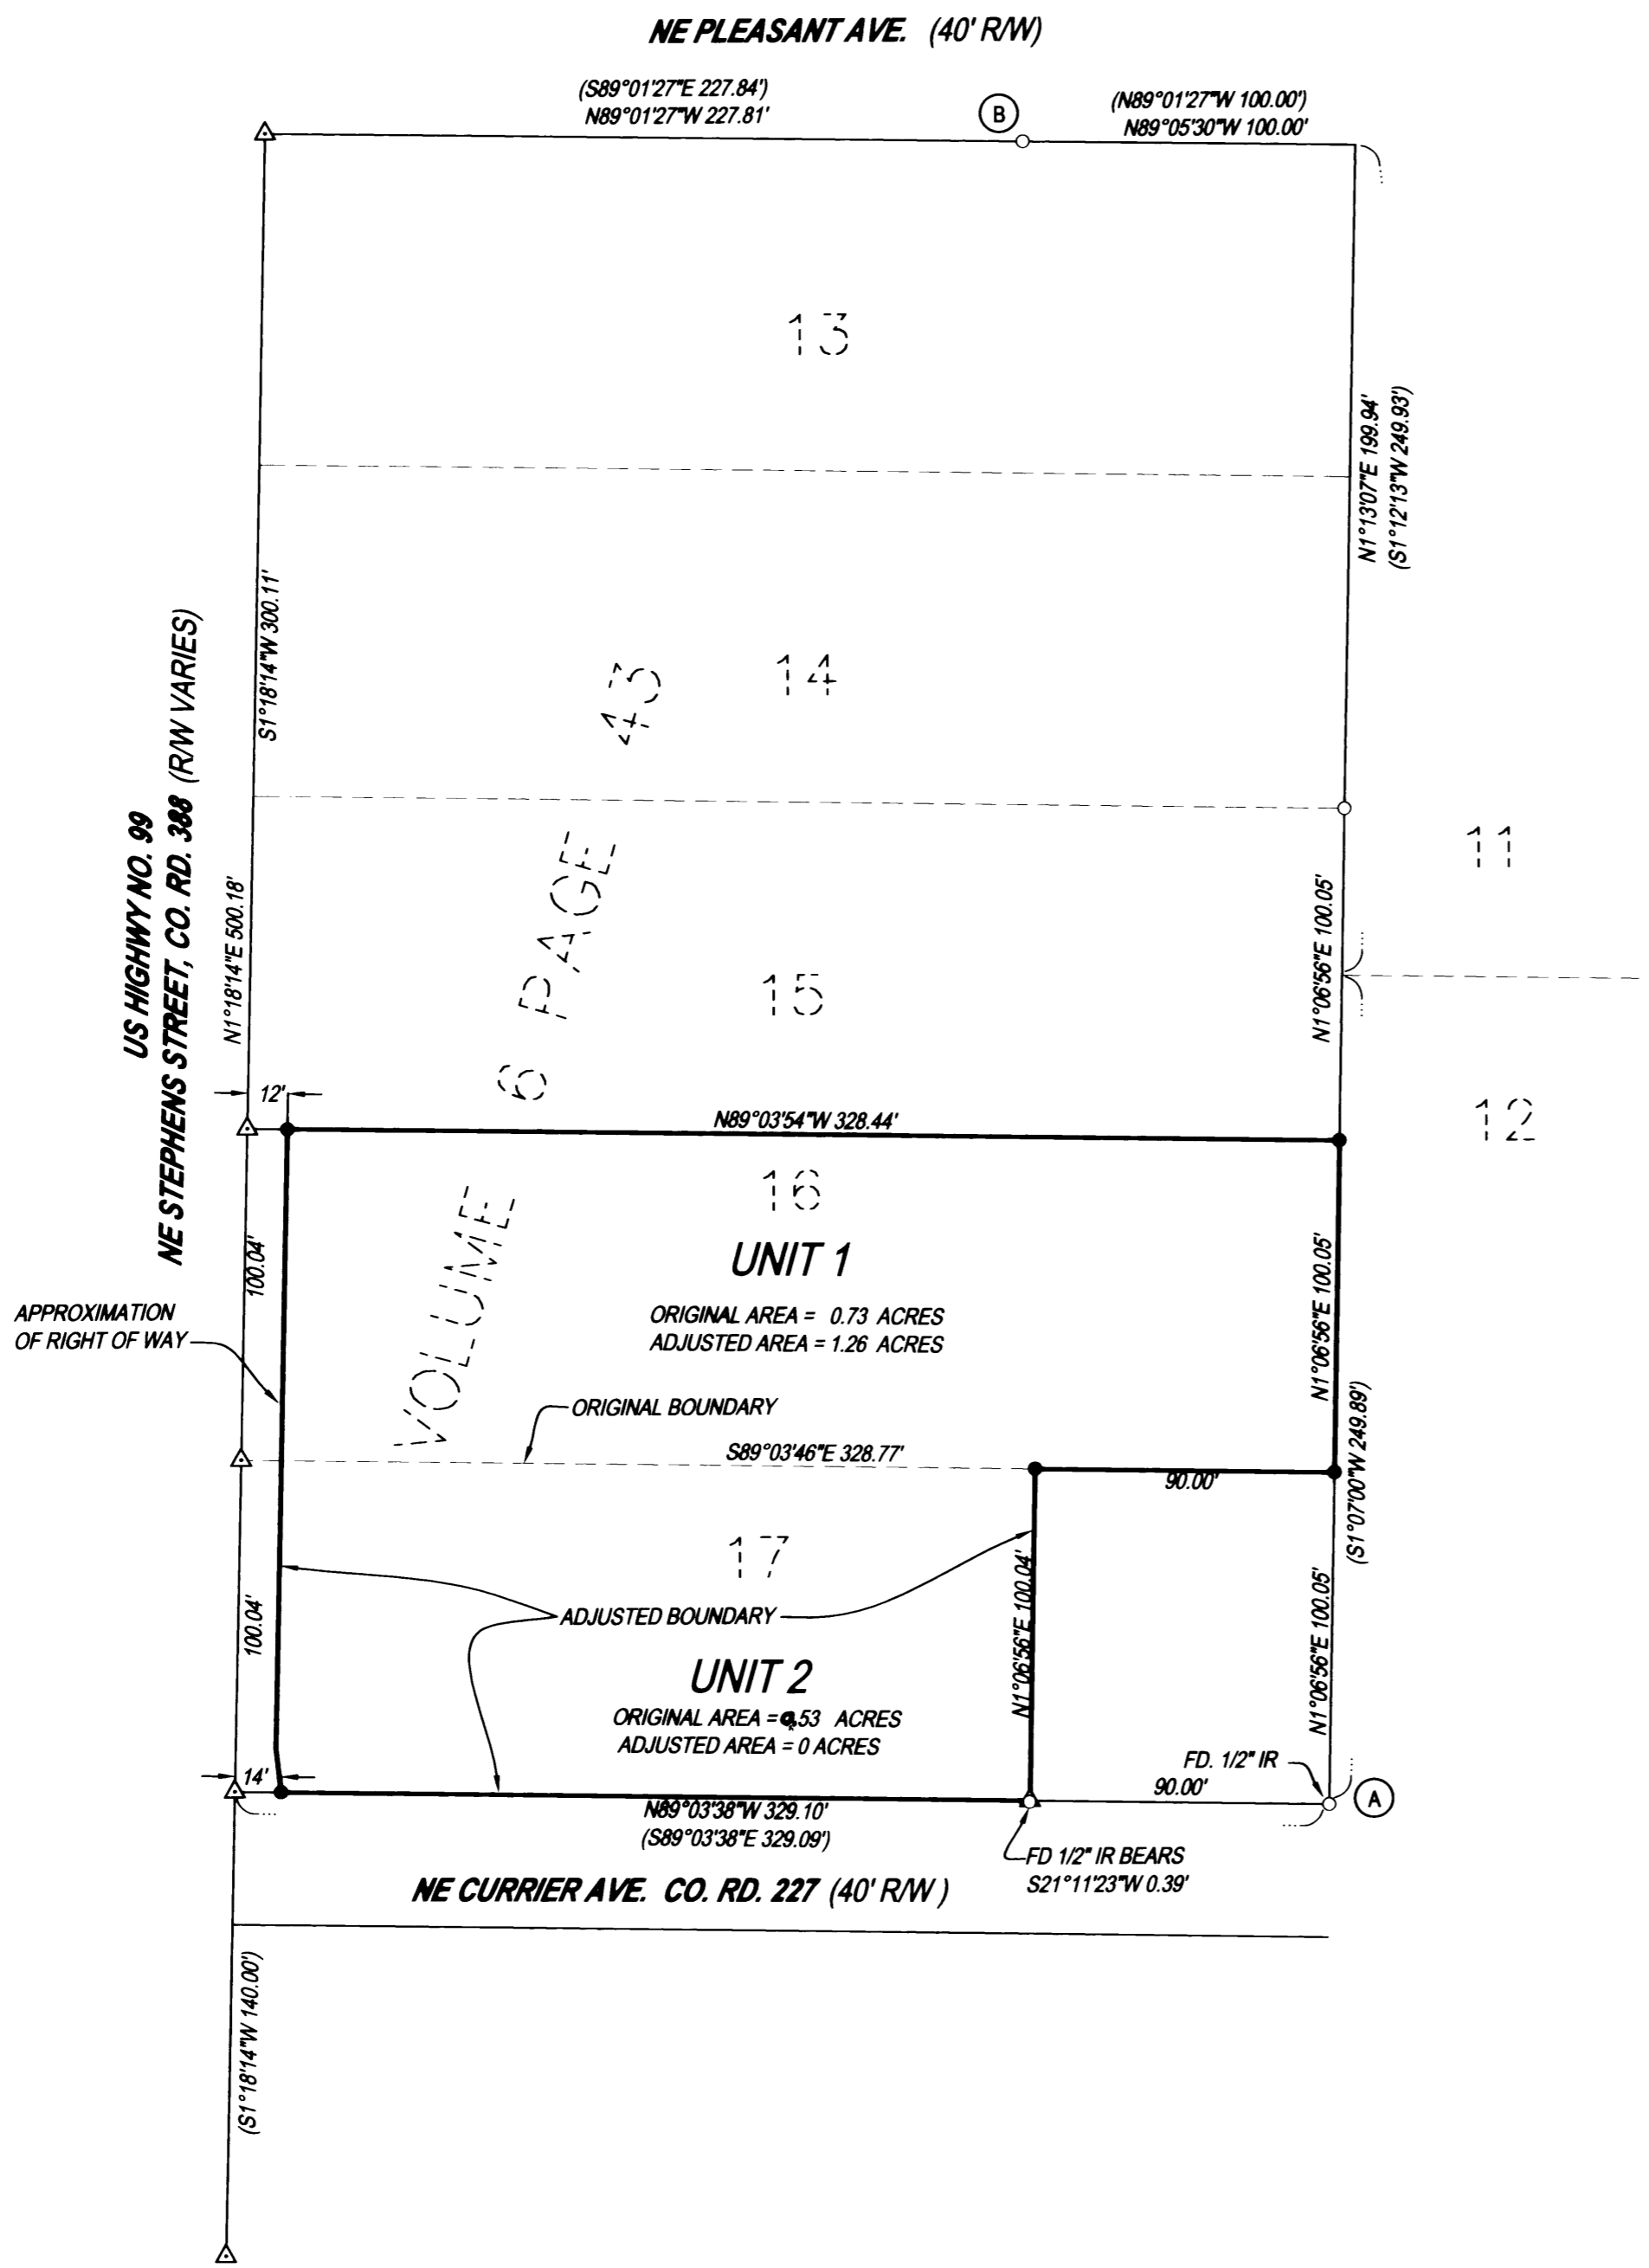 NE PLEASANT AVE. (40' R/W)
(S89°01'27"E 227.84')
N89°01'27"W 227.81'
B
(N89°01'27"W 100.00')
N89°05'30"W 100.00'
13
N1°13'07"E 199.94'
(S1°12'13"W 249.93')
S1°18'14"W 300.11'
14
US HIGHWY NO. 99
NE STEPHENS STREET, CO. RD. 388 (R/W VARIES)
N1°18'14"E 500.18'
VOLUME 6 PAGE 43
11
N1°06'56"E 100.05'
15
12
12'
N89°03'54"W 328.44'
16
UNIT 1
ORIGINAL AREA = 0.73 ACRES
ADJUSTED AREA = 1.26 ACRES
100.04'
N1°06'56"E 100.05'
APPROXIMATION
OF RIGHT OF WAY
ORIGINAL BOUNDARY
S89°03'46"E 328.77'
90.00'
(S1°07'00"W 249.89')
17
100.04'
ADJUSTED BOUNDARY
N1°06'56"E 100.04'
N1°06'56"E 100.05'
UNIT 2
ORIGINAL AREA = 0.53 ACRES
ADJUSTED AREA = 0 ACRES
FD. 1/2" IR
90.00'
A
14'
N89°03'38"W 329.10'
(S89°03'38"E 329.09')
FD 1/2" IR BEARS
S21°11'23"W 0.39'
NE CURRIER AVE. CO. RD. 227 (40' R/W )
(S1°18'14"W 140.00')